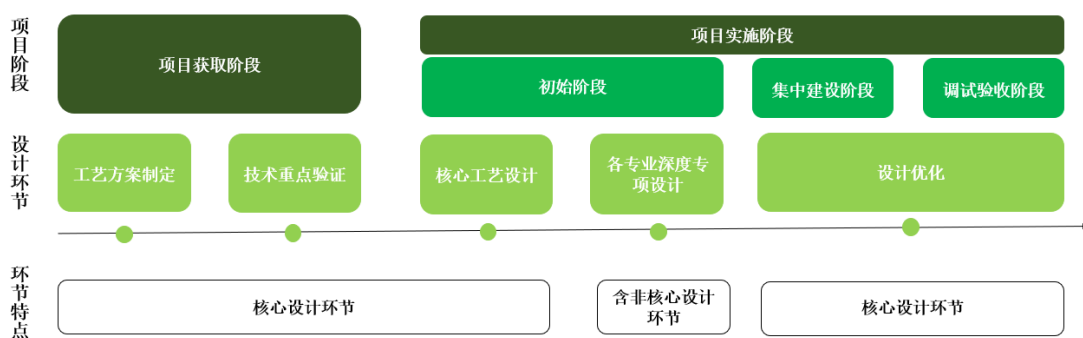 项目阶段
项目获取阶段
项目实施阶段
初始阶段
集中建设阶段
调试验收阶段
设计环节
工艺方案制定
技术重点验证
核心工艺设计
各专业深度专
项设计
设计优化
环节特点
核心设计环节
含非核心设计
环节
核心设计环节